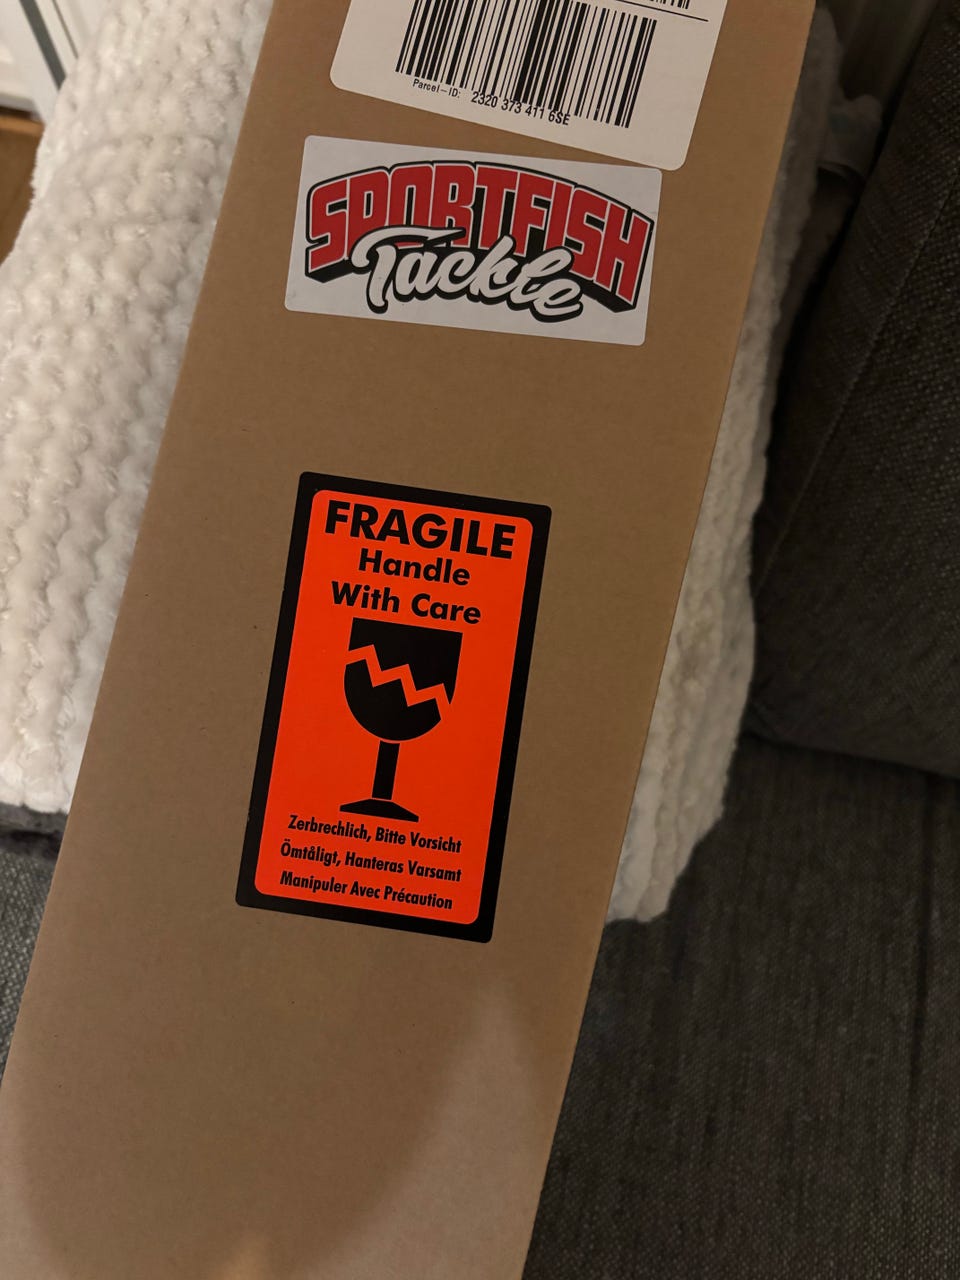 Parcel-ID: 2320 373 411 6SE
SPORTFISH
Tackle
FRAGILE
Handle
With Care
Zerbrechlich, Bitte Vorsicht
Ömtåligt, Hanteras Varsamt
Manipuler Avec Précaution